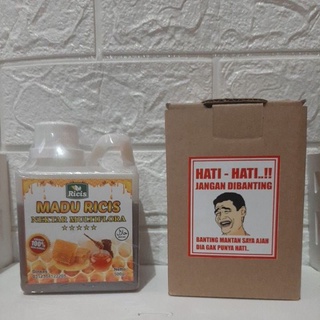 Ricis
MADU RICIS
NEKTAR MULTIFLORA
100%
HATI - HATI..!!
JANGAN DIBANTING
BANTING MANTAN SAYA AJAH
DIA GAK PUNYA HATI..